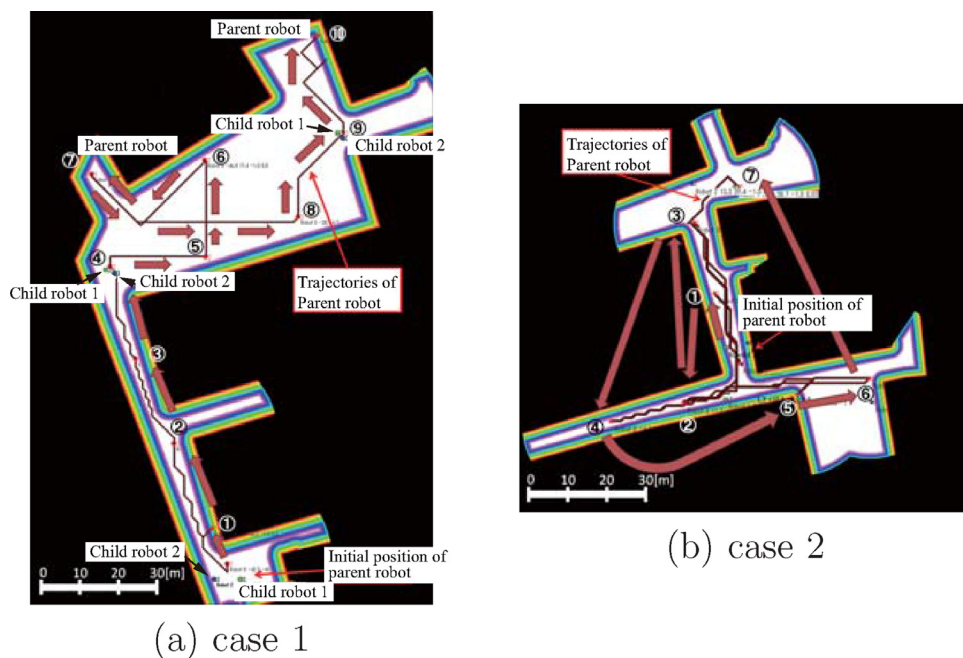 Parent robot
⑩
Child robot 1
⑨
Child robot 2
Parent robot
⑦
⑥
⑧
⑤
④
Child robot 1
Child robot 2
Trajectories of
Parent robot
③
②
①
Child robot 2
Initial position of
parent robot
Child robot 1
0 10 20 30[m]
(a) case 1
Trajectories of
Parent robot
⑦
③
①
Initial position of
parent robot
⑥
⑤
④
②
0 10 20 30[m]
(b) case 2